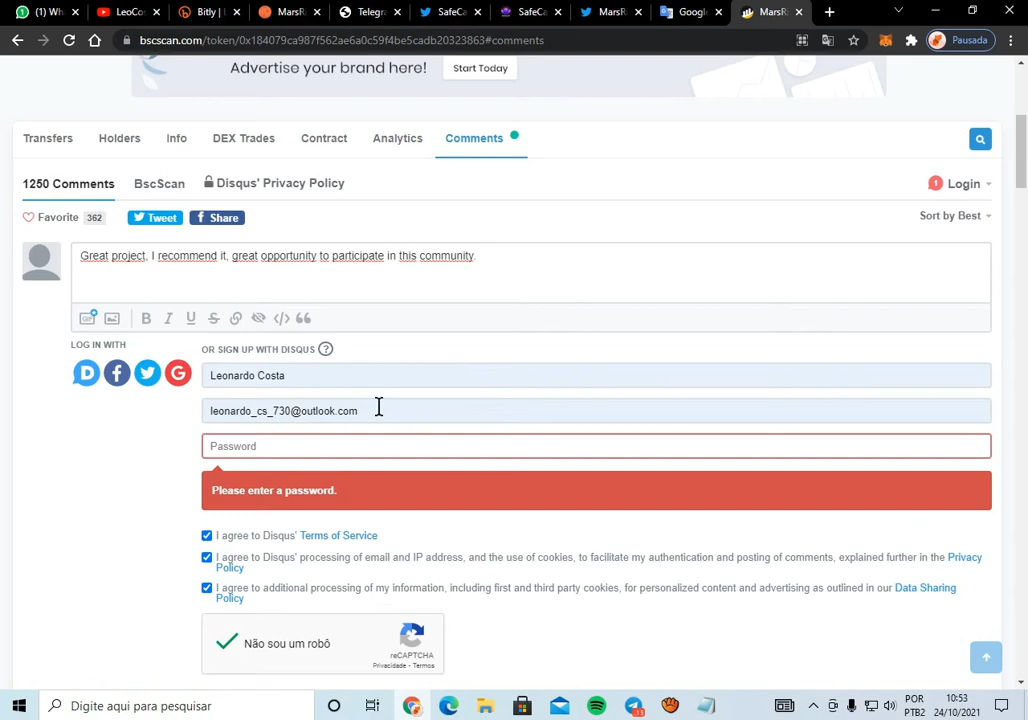 (1) Wh
LeoCos
Bitly |
MarsR
Telegra
SafeCa
SafeCa
MarsR
Googl
MarsR
bscscan.com/token/0x184079ca987f562ae6a0c59f4be5cadb20323863#comments
Pausada
Advertise your brand here!
Start Today
Transfers
Holders
Info
DEX Trades
Contract
Analytics
Comments
1250 Comments
BscScan
Disqus' Privacy Policy
1
Login
Favorite 362
Tweet
Share
Sort by Best
Great project, I recommend it, great opportunity to participate in this community.
GIF
B I U S </>
LOG IN WITH
OR SIGN UP WITH DISQUS ?
D
Leonardo Costa
leonardo_cs_730@outlook.com
Password
Please enter a password.
I agree to Disqus' Terms of Service
I agree to Disqus' processing of email and IP address, and the use of cookies, to facilitate my authentication and posting of comments, explained further in the Privacy
Policy
I agree to additional processing of my information, including first and third party cookies, for personalized content and advertising as outlined in our Data Sharing
Policy
Não sou um robô
reCAPTCHA
Privacidade - Termos
Digite aqui para pesquisar
POR
PTB2
10:53
24/10/2021